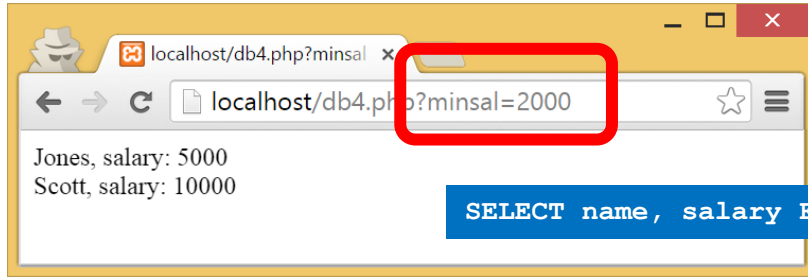 localhost/db4.php?minsal
localhost/db4.php?minsal=2000
Jones, salary: 5000
Scott, salary: 10000
SELECT name, salary